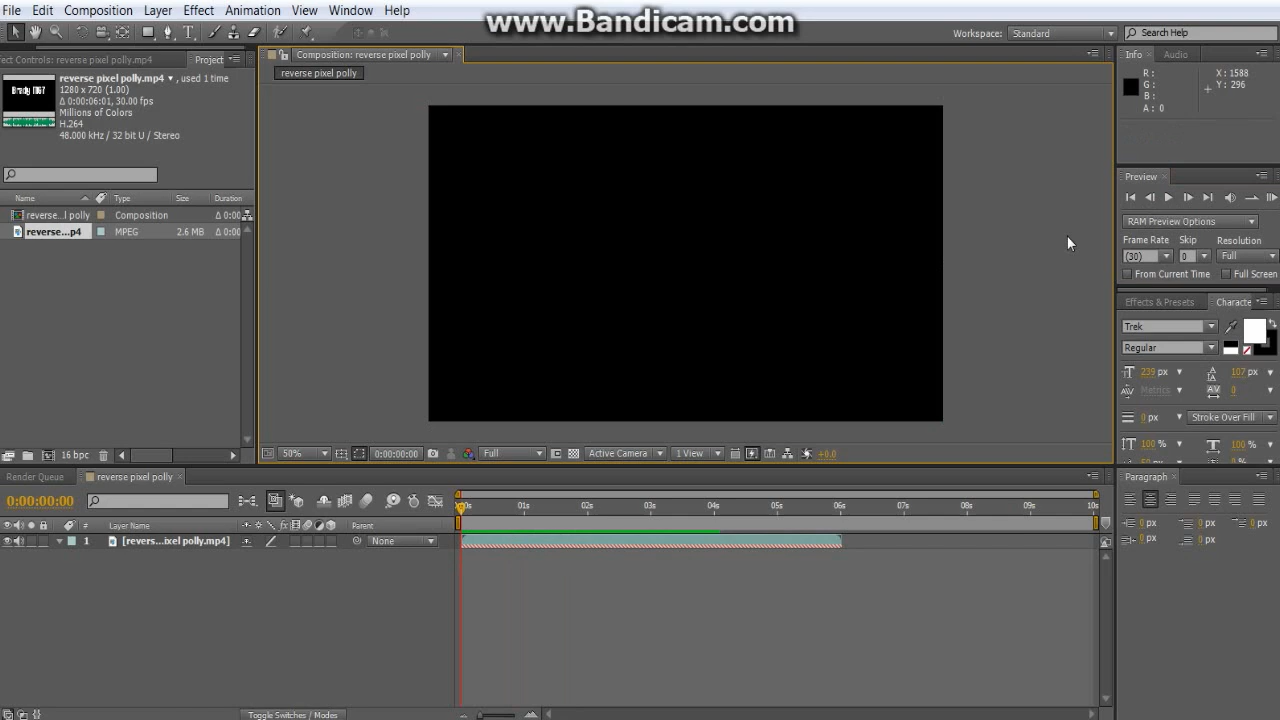 File Edit Composition Layer Effect Animation View Window Help
www.Bandicam.com
Workspace: Standard
Search Help
fect Controls: reverse pixel polly.mp4
Project
Composition: reverse pixel polly
Info
Audio
reverse pixel polly
reverse pixel polly.mp4 , used 1 time
1280 x 720 (1.00)
Δ 0:00:06:01, 30.00 fps
Millions of Colors
H.264
48.000 kHz / 32 bit U / Stereo
R :
G :
B :
A : 0
X : 1588
Y : 296
Preview
RAM Preview Options
Frame Rate Skip Resolution
(30) 0 Full
From Current Time Full Screen
Name Type Size Duration
reverse...l polly Composition Δ 0:00
reverse...p4 MPEG 2.6 MB Δ 0:00
Effects & Presets Characte
Trek
Regular
239 px 107 px
Metrics 0
0 px Stroke Over Fill
100 % 100 %
16 bpc
50% 0:00:00:00 Full Active Camera 1 View +0.0
Render Queue reverse pixel polly
Paragraph
0:00:00:00
00s 01s 02s 03s 04s 05s 06s 07s 08s 09s 10s
# Layer Name Parent
1 [revers...ixel polly.mp4] None
0 px 0 px 0 px
0 px 0 px
Toggle Switches / Modes